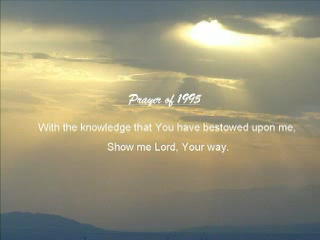 Prayer of 1995
With the knowledge that You have bestowed upon me,
Show me Lord, Your way.